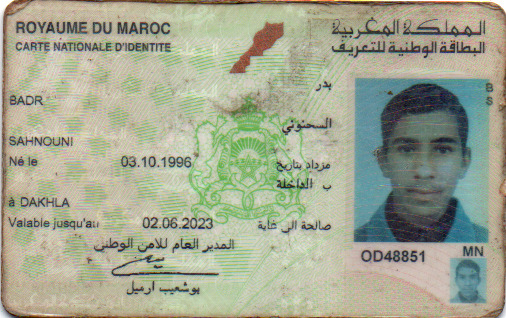 ROYAUME DU MAROC
المملكة المغربية
CARTE NATIONALE D'IDENTITE
البطاقة الوطنية للتعريف
بدر
BADR
السحنوني
SAHNOUNI
Né le 03.10.1996 مزداد بتاريخ
ب الداخلة
à DAKHLA
Valable jusqu'au 02.06.2023 صالحة الى غاية
المدير العام للأمن الوطني
بوشعيب ارميل
B
S
OD48851
MN